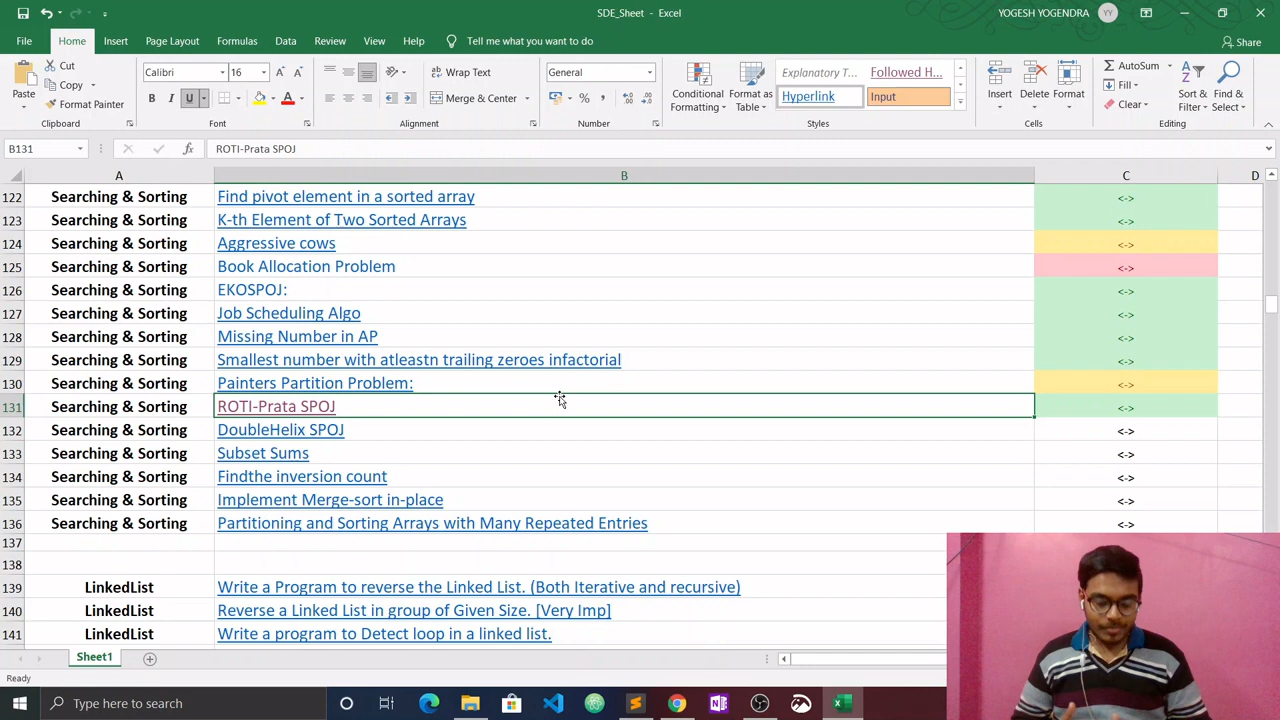 SDE_Sheet - Excel
YOGESH YOGENDRA YY
File Home Insert Page Layout Formulas Data Review View Help Tell me what you want to do Share
Paste Cut Copy Format Painter Clipboard
Calibri 16 B I U A A A Font
Wrap Text Merge & Center Alignment
General % , Number
Conditional Formatting Format as Table Explanatory T... Followed H... Hyperlink Input Styles
Insert Delete Format Cells
AutoSum Fill Clear Sort & Filter Find & Select Editing
B131 fx ROTI-Prata SPOJ
A B C D
122 Searching & Sorting Find pivot element in a sorted array <->
123 Searching & Sorting K-th Element of Two Sorted Arrays <->
124 Searching & Sorting Aggressive cows <->
125 Searching & Sorting Book Allocation Problem <->
126 Searching & Sorting EKOSPOJ: <->
127 Searching & Sorting Job Scheduling Algo <->
128 Searching & Sorting Missing Number in AP <->
129 Searching & Sorting Smallest number with atleastn trailing zeroes infactorial <->
130 Searching & Sorting Painters Partition Problem: <->
131 Searching & Sorting ROTI-Prata SPOJ <->
132 Searching & Sorting DoubleHelix SPOJ <->
133 Searching & Sorting Subset Sums <->
134 Searching & Sorting Findthe inversion count <->
135 Searching & Sorting Implement Merge-sort in-place <->
136 Searching & Sorting Partitioning and Sorting Arrays with Many Repeated Entries <->
137
138
139 LinkedList Write a Program to reverse the Linked List. (Both Iterative and recursive)
140 LinkedList Reverse a Linked List in group of Given Size. [Very Imp]
141 LinkedList Write a program to Detect loop in a linked list.
Sheet1
Ready
Type here to search